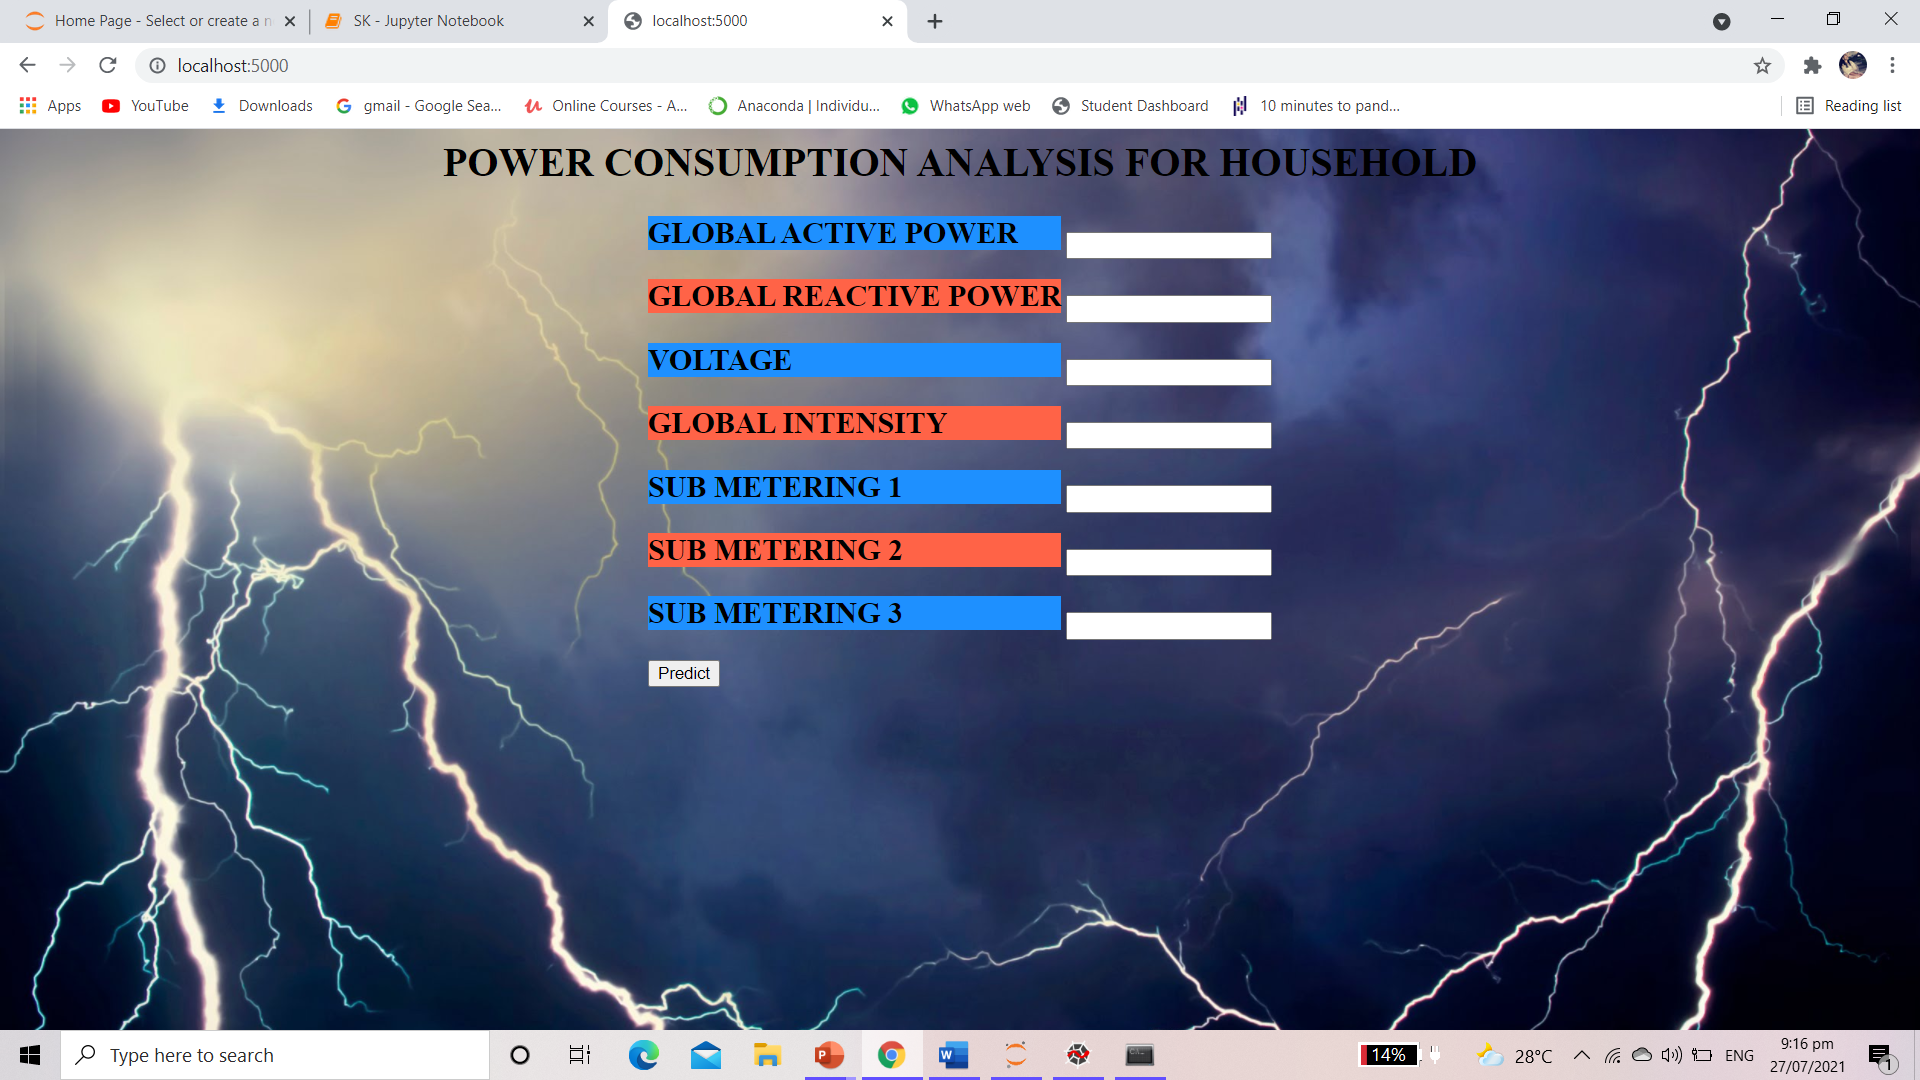 Home Page - Select or create a n
SK - Jupyter Notebook
localhost:5000
localhost:5000
Apps
YouTube
Downloads
gmail - Google Sea...
Online Courses - A...
Anaconda | Individu...
WhatsApp web
Student Dashboard
10 minutes to pand...
Reading list
POWER CONSUMPTION ANALYSIS FOR HOUSEHOLD
GLOBAL ACTIVE POWER
GLOBAL REACTIVE POWER
VOLTAGE
GLOBAL INTENSITY
SUB METERING 1
SUB METERING 2
SUB METERING 3
Predict
Type here to search
14%
28°C
ENG
9:16 pm
27/07/2021
1